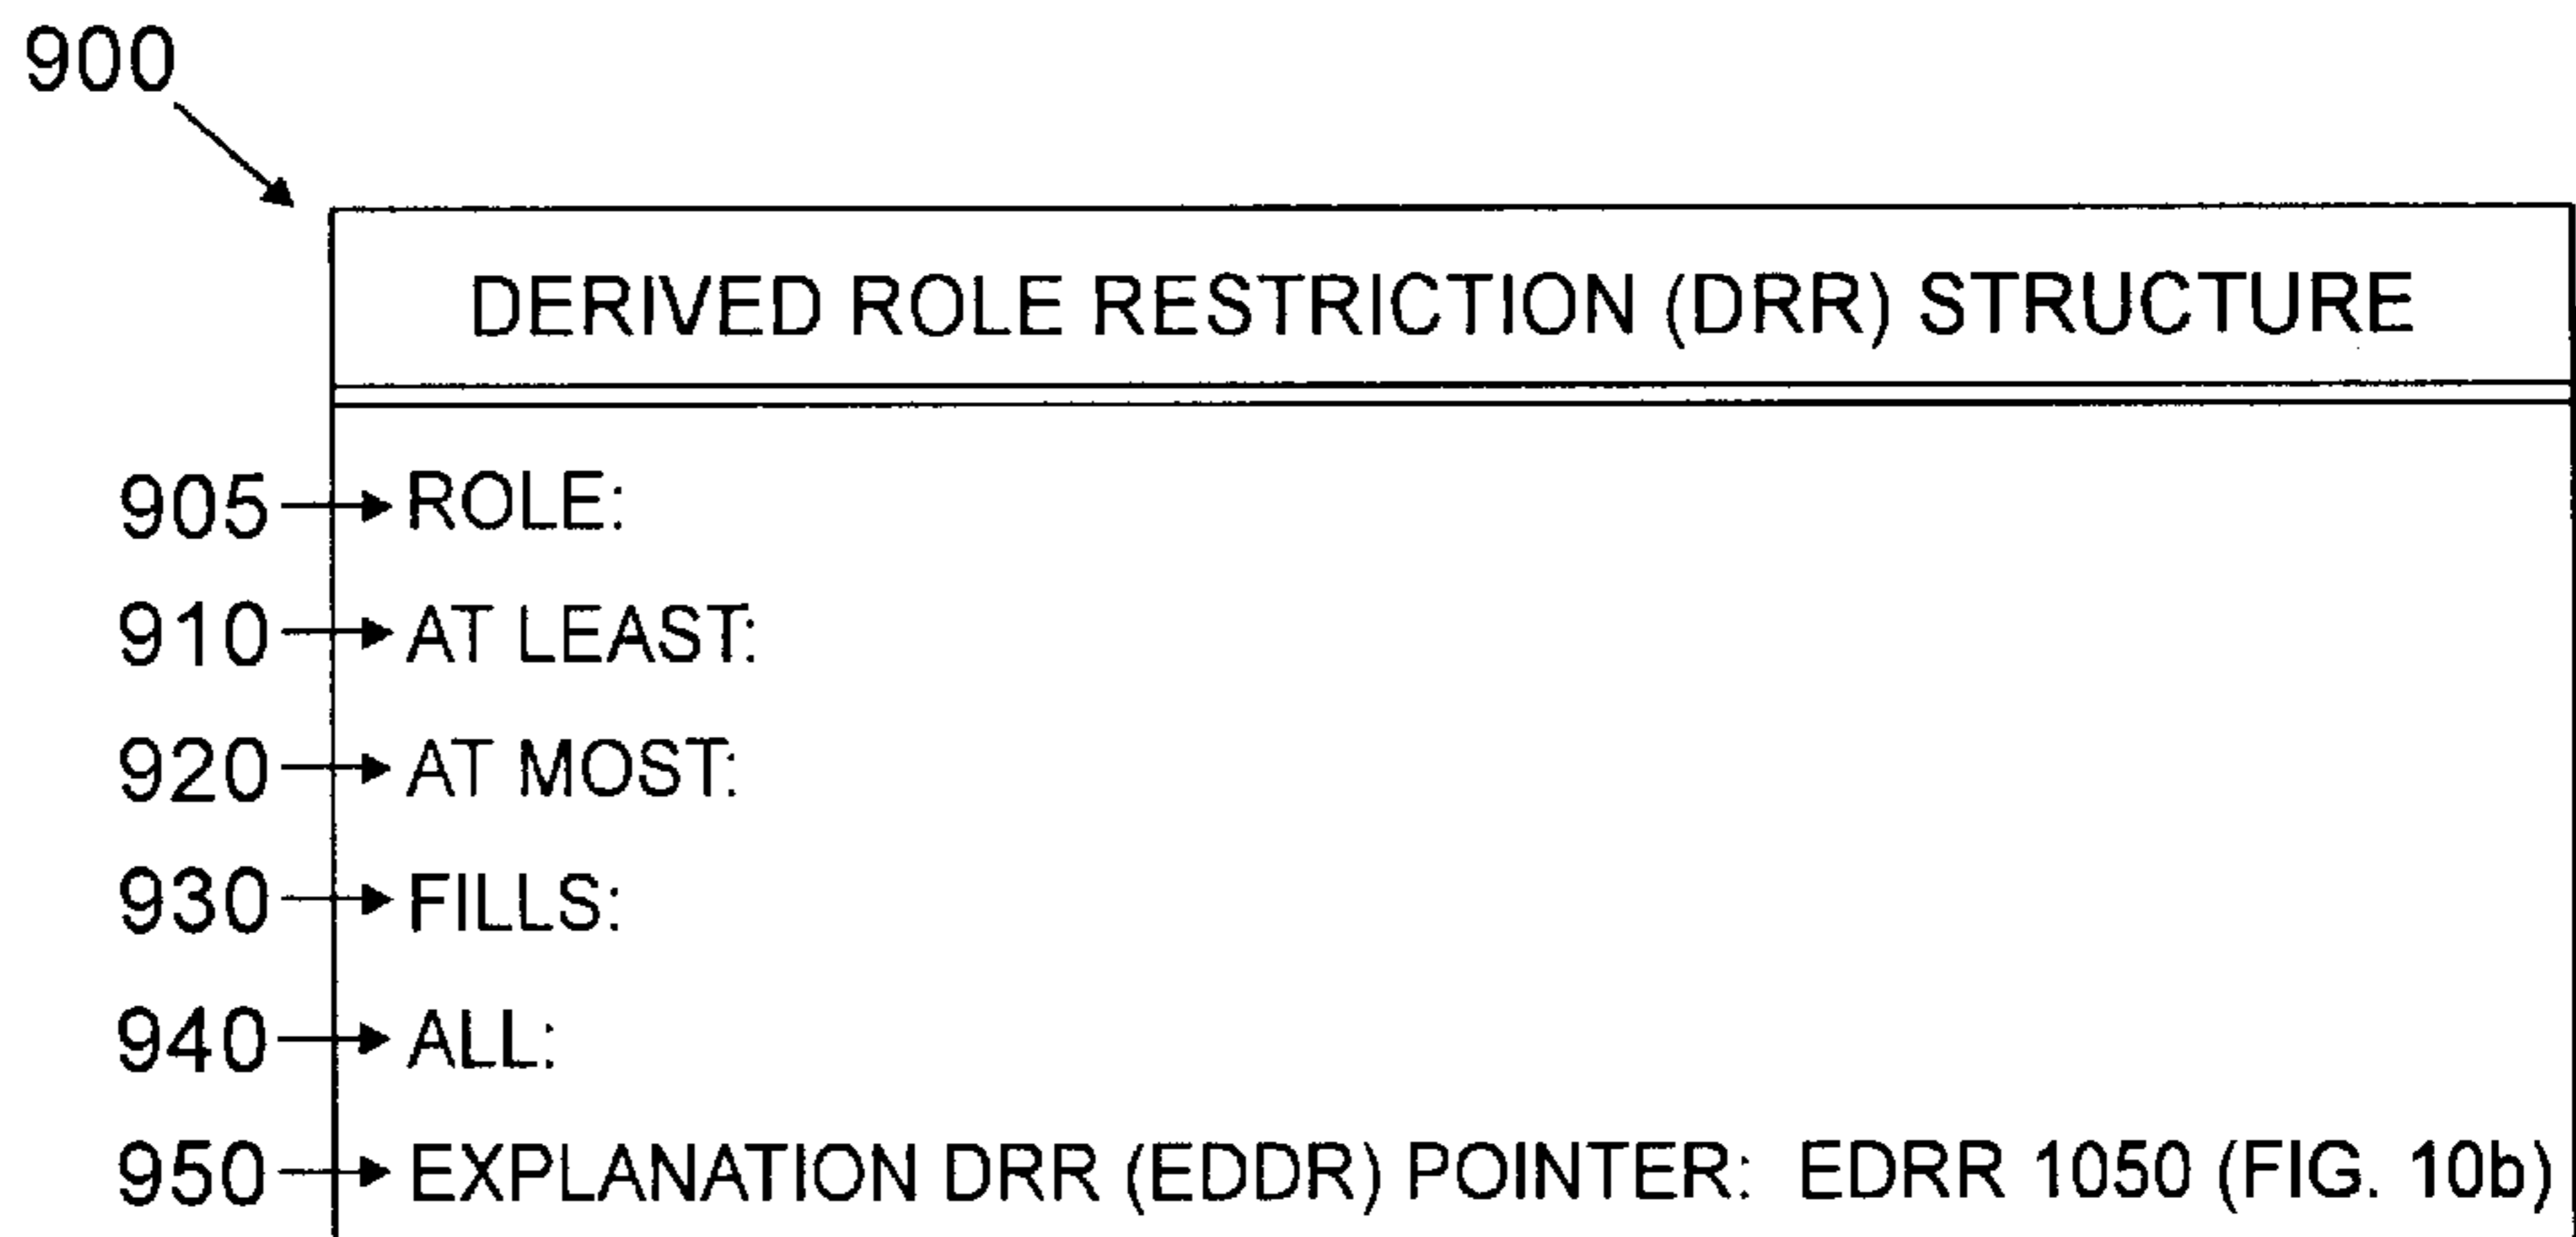 900
DERIVED ROLE RESTRICTION (DRR) STRUCTURE
905 ROLE:
910 AT LEAST:
920 AT MOST:
930 FILLS:
940 ALL:
950 EXPLANATION DRR (EDDR) POINTER: EDRR 1050 (FIG. 10b)